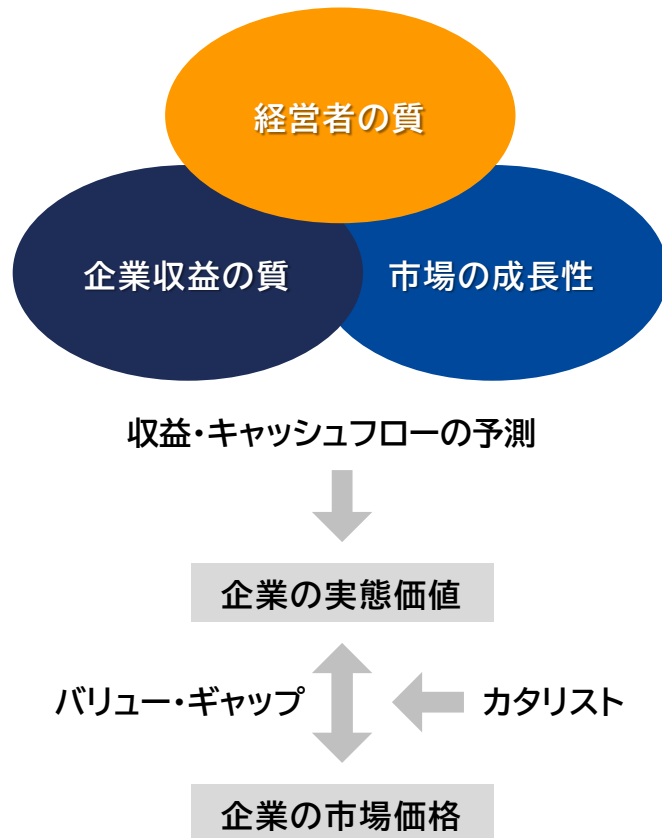 経営者の質
企業収益の質
市場の成長性
収益・キャッシュフローの予測
企業の実態価値
バリュー・ギャップ
カタリスト
企業の市場価格